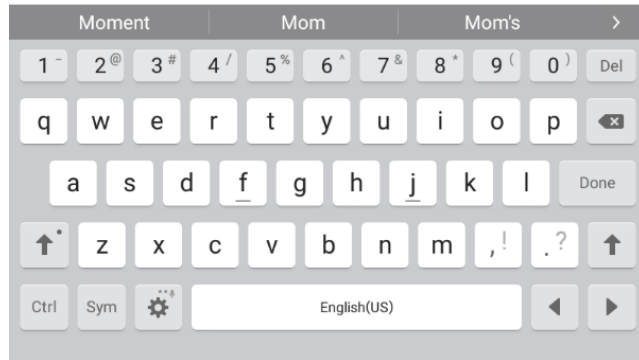 Moment Mom Mom's >
1 - 2 @ 3 # 4 / 5 % 6 ^ 7 & 8 * 9 ( 0 ) Del
q w e r t y u i o p
a s d f g h j k l Done
z x c v b n m , ! . ?
Ctrl Sym English(US)